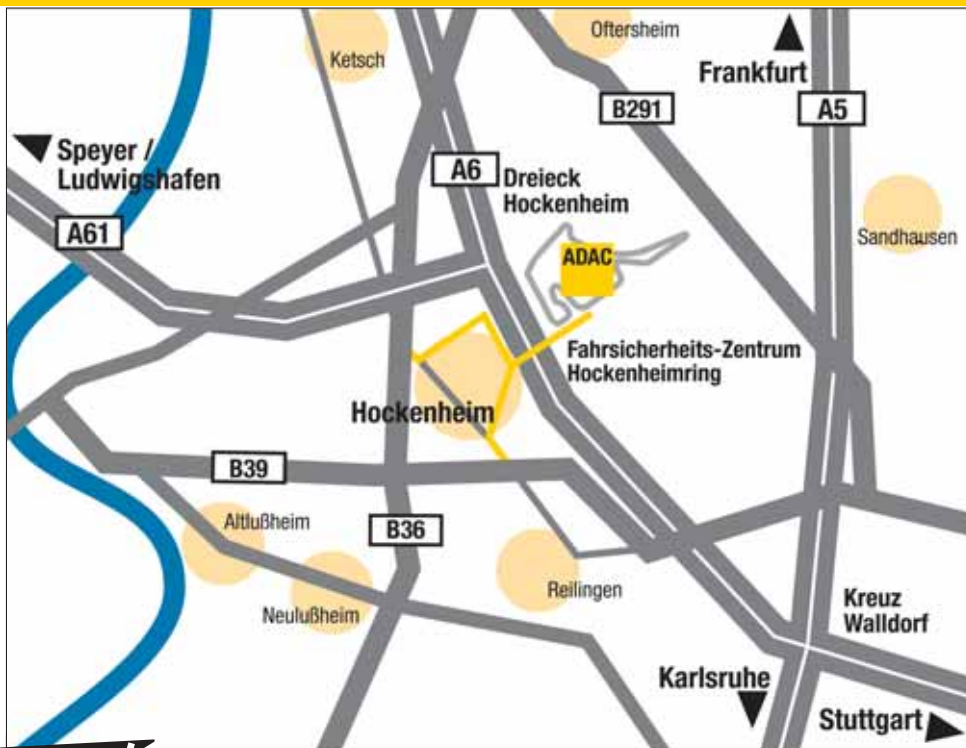 Oftersheim
Ketsch
Frankfurt
B291
A5
Speyer /
Ludwigshafen
A6
Dreieck
Hockenheim
A61
Sandhausen
ADAC
Fahrsicherheits-Zentrum
Hockenheimring
Hockenheim
B39
Altlußheim
B36
Neulußheim
Reilingen
Kreuz
Walldorf
Karlsruhe
Stuttgart